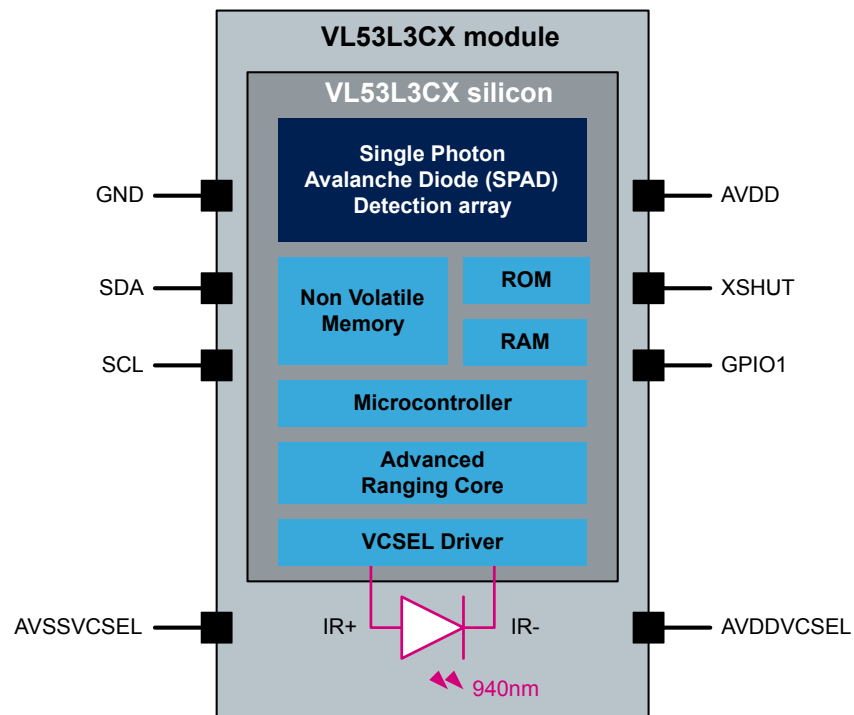 VL53L3CX module
VL53L3CX silicon
Single Photon
Avalanche Diode (SPAD)
Detection array
GND
AVDD
SDA
Non Volatile
Memory
ROM
XSHUT
RAM
SCL
GPIO1
Microcontroller
Advanced
Ranging Core
VCSEL Driver
AVSSVCSEL
IR+
IR-
AVDDVCSEL
940nm